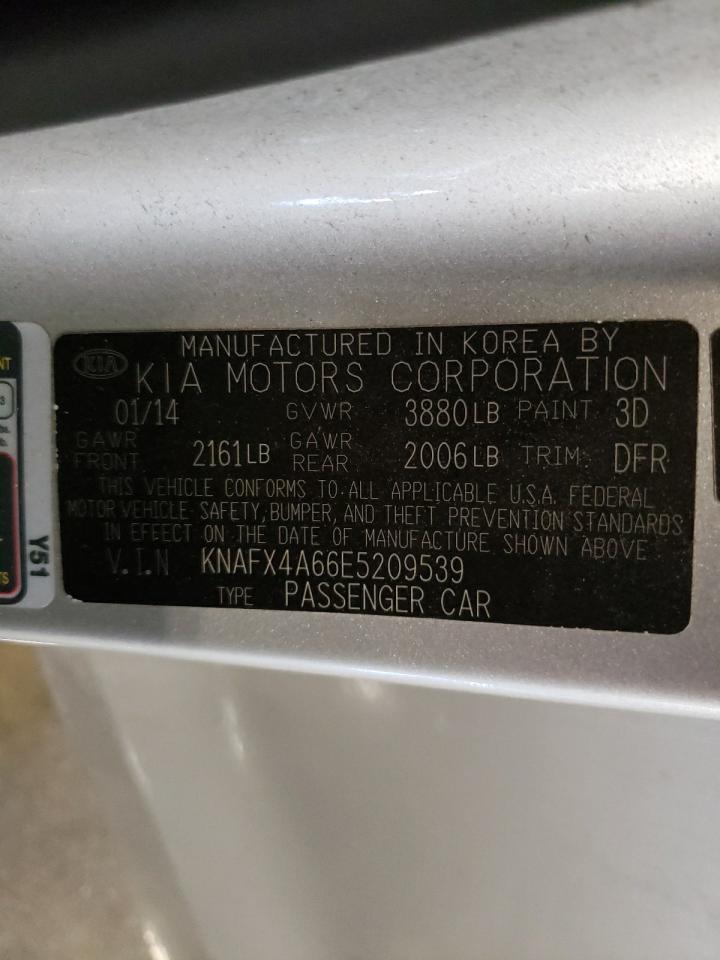 MANUFACTURED IN KOREA BY
KIA KIA MOTORS CORPORATION
01/14 GVWR 3880LB PAINT 3D
GAWR FRONT 2161LB GAWR REAR 2006LB TRIM: DFR
THIS VEHICLE CONFORMS TO ALL APPLICABLE U.S.A. FEDERAL
MOTOR VEHICLE SAFETY, BUMPER, AND THEFT PREVENTION STANDARDS
IN EFFECT ON THE DATE OF MANUFACTURE SHOWN ABOVE
V.I.N KNAFX4A66E5209539
TYPE PASSENGER CAR
Y51